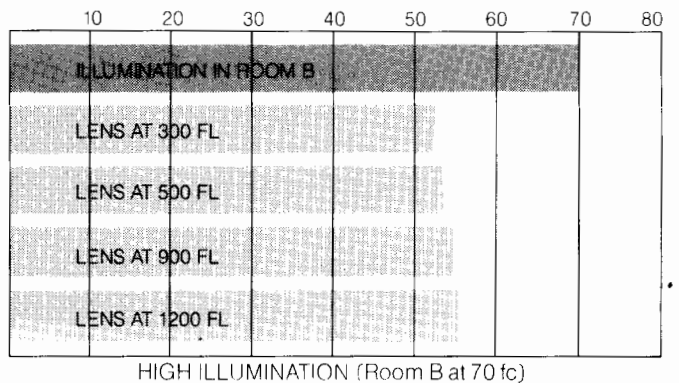 10 20 30 40 50 60 70 80
ILLUMINATION IN ROOM B
LENS AT 300 FL
LENS AT 500 FL
LENS AT 900 FL
LENS AT 1200 FL
HIGH ILLUMINATION (Room B at 70 fc)